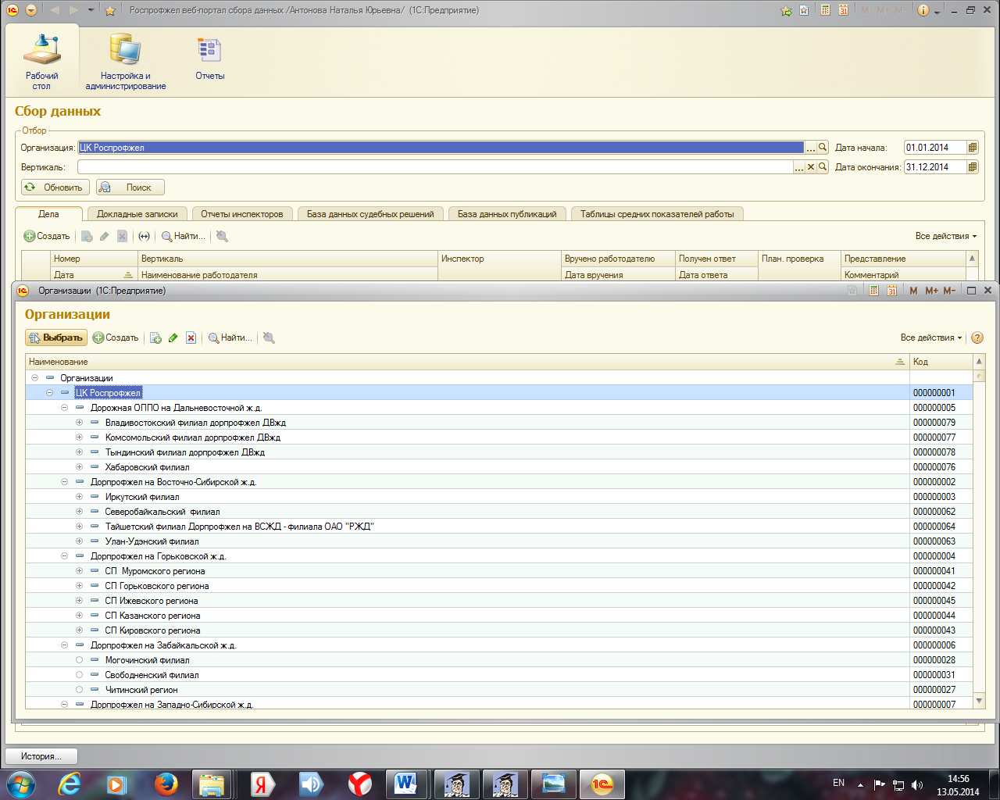 Роспрофжел веб-портал сбора данных /Антонова Наталья Юрьевна/ (1С:Предприятие)
M M+ M-
Рабочий стол
Настройка и администрирование
Отчеты
Сбор данных
Отбор
Организация: ЦК Роспрофжел ... Дата начала: 01.01.2014
Вертикаль: ... Дата окончания: 31.12.2014
Обновить Поиск
Дела Докладные записки Отчеты инспекторов База данных судебных решений База данных публикаций Таблицы средних показателей работы
Создать Найти... Все действия
Номер Вертикаль Инспектор Вручено работодателю Получен ответ План. проверка Представление
Дата Наименование работодателя Дата вручения Дата ответа Комментарий
Организации (1С:Предприятие) 31 M M+ M-
Организации
Выбрать Создать Найти... Все действия ?
Наименование Код
Организации
ЦК Роспрофжел 000000001
Дорожная ОППО на Дальневосточной ж.д. 000000005
Владивостокский филиал дорпрофжел ДВжд 000000079
Комсомольский филиал дорпрофжел ДВжд 000000077
Тындинский филиал дорпрофжел ДВжд 000000078
Хабаровский филиал 000000076
Дорпрофжел на Восточно-Сибирской ж.д. 000000002
Иркутский филиал 000000003
Северобайкальский филиал 000000062
Тайшетский филиал Дорпрофжел на ВСЖД - филиала ОАО "РЖД" 000000064
Улан-Удэнский филиал 000000063
Дорпрофжел на Горьковской ж.д. 000000004
СП Муромского региона 000000041
СП Горьковского региона 000000042
СП Ижевского региона 000000045
СП Казанского региона 000000044
СП Кировского региона 000000043
Дорпрофжел на Забайкальской ж.д. 000000006
Могочинский филиал 000000028
Свободненский филиал 000000031
Читинский регион 000000027
Дорпрофжел на Западно-Сибирской ж.д. 000000007
История...
EN 14:56
13.05.2014